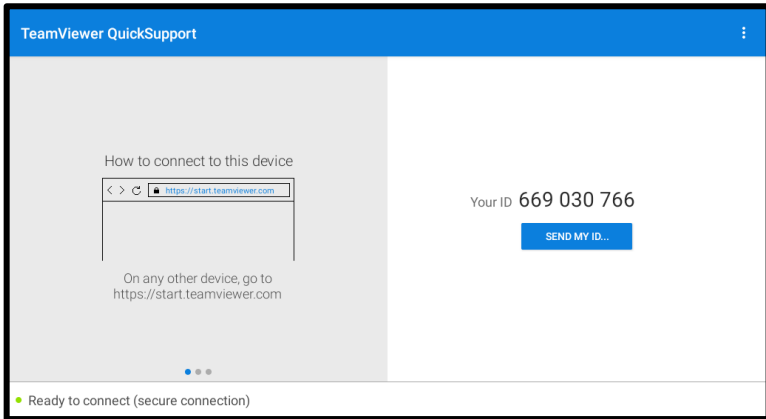 TeamViewer QuickSupport
How to connect to this device
https://start.teamviewer.com
On any other device, go to
https://start.teamviewer.com
Your ID 669 030 766
SEND MY ID...
Ready to connect (secure connection)